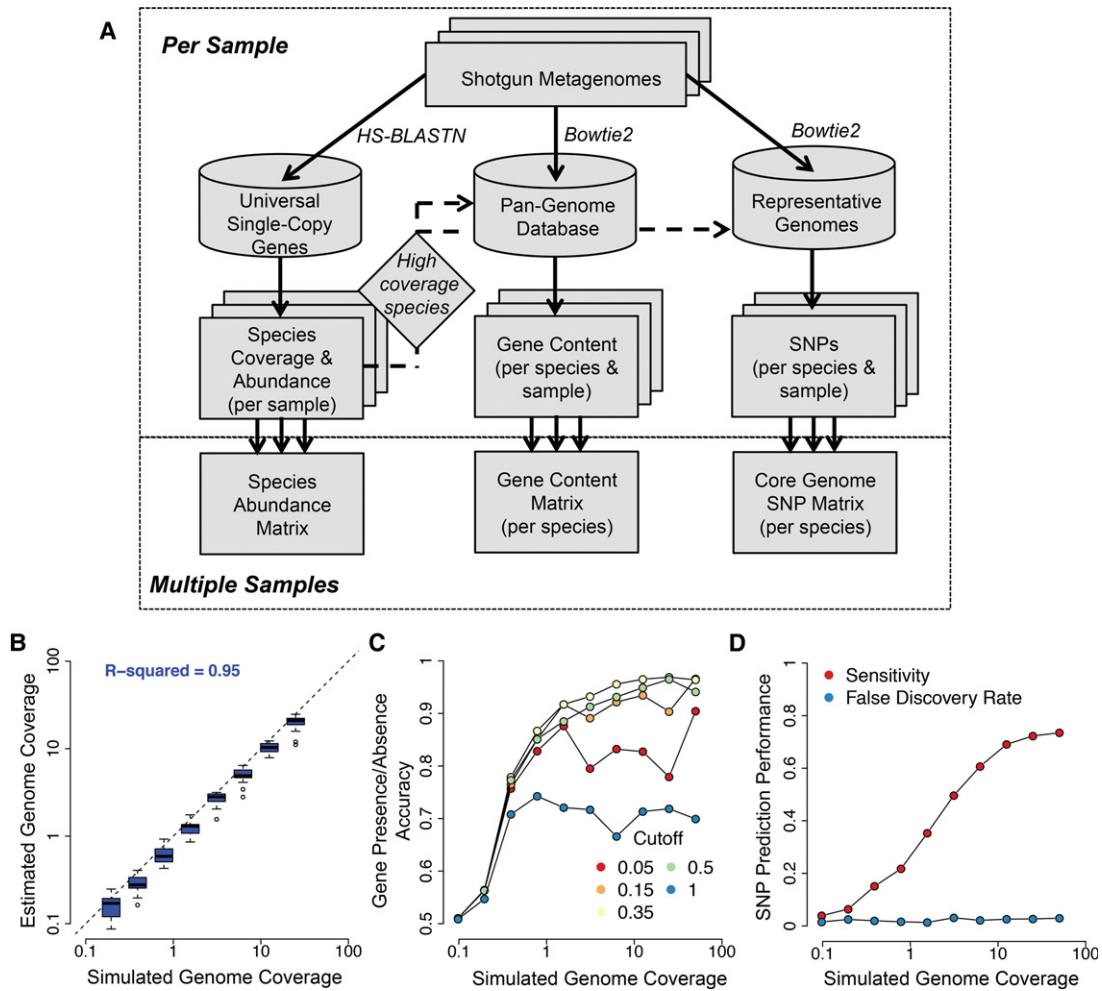 A
Per Sample
Shotgun Metagenomes
HS-BLASTN
Bowtie2
Bowtie2
Universal
Single-Copy
Genes
Pan-Genome
Database
Representative
Genomes
High
coverage
species
Species
Coverage &
Abundance
(per sample)
Gene Content
(per species &
sample)
SNPs
(per species &
sample)
Species
Abundance
Matrix
Gene Content
Matrix
(per species)
Core Genome
SNP Matrix
(per species)
Multiple Samples
B
R-squared = 0.95
Estimated Genome Coverage
100
10
1
0.1
0.1 1 10 100
Simulated Genome Coverage
C
Gene Presence/Absence
Accuracy
1
0.9
0.8
0.7
0.6
0.5
Cutoff
0.05
0.15
0.35
0.5
1
0.1 1 10 100
Simulated Genome Coverage
D
Sensitivity
False Discovery Rate
SNP Prediction Performance
1
0.8
0.6
0.4
0.2
0
0.1 1 10 100
Simulated Genome Coverage